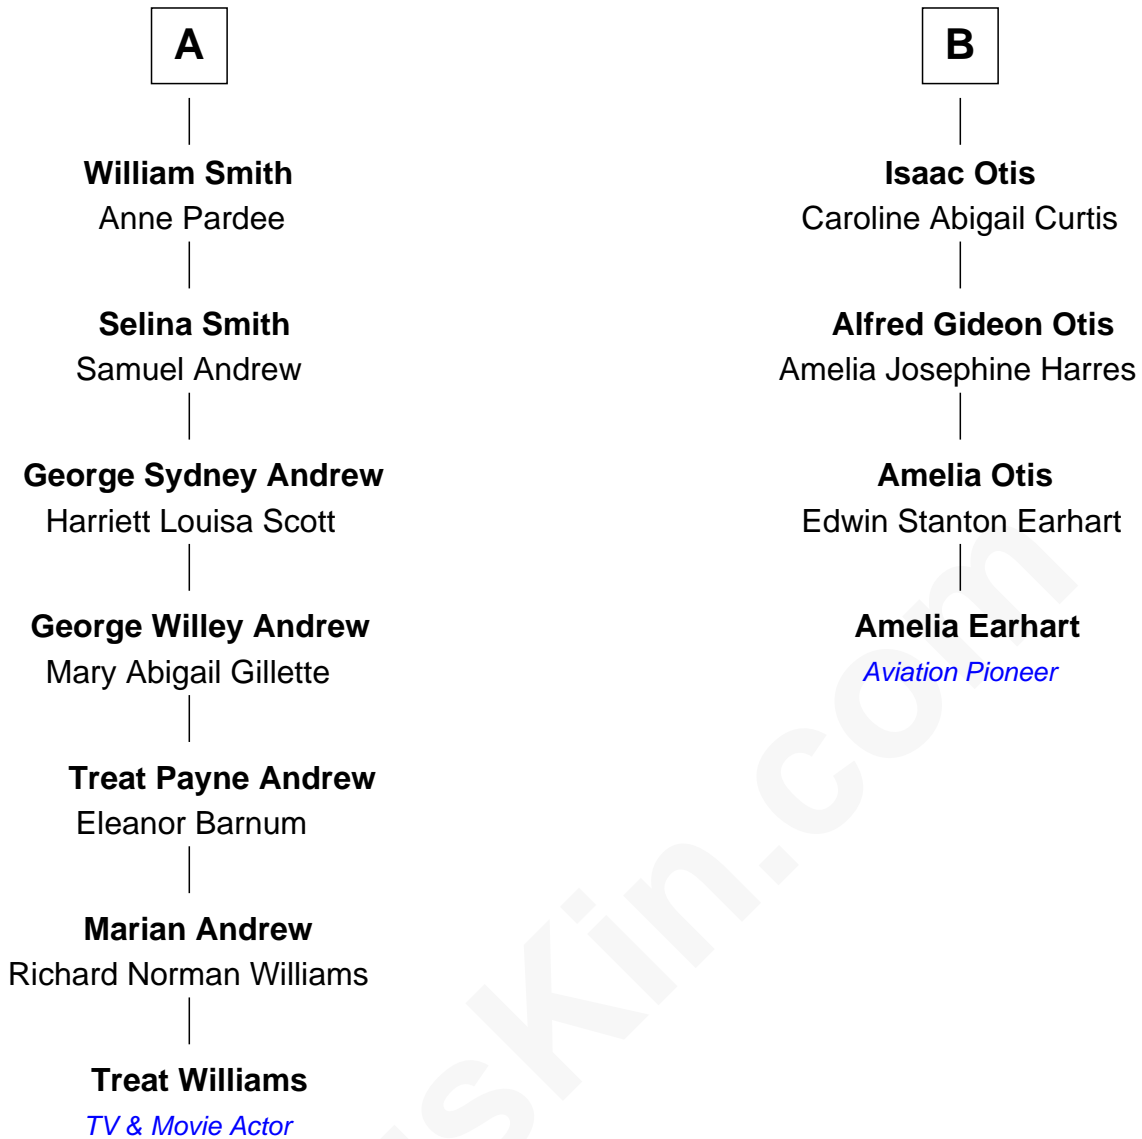 A
William Smith
Anne Pardee
Selina Smith
Samuel Andrew
George Sydney Andrew
Harriett Louisa Scott
George Willey Andrew
Mary Abigail Gillette
Treat Payne Andrew
Eleanor Barnum
Marian Andrew
Richard Norman Williams
Treat Williams
TV & Movie Actor
B
Isaac Otis
Caroline Abigail Curtis
Alfred Gideon Otis
Amelia Josephine Harres
Amelia Otis
Edwin Stanton Earhart
Amelia Earhart
Aviation Pioneer
sKin.com